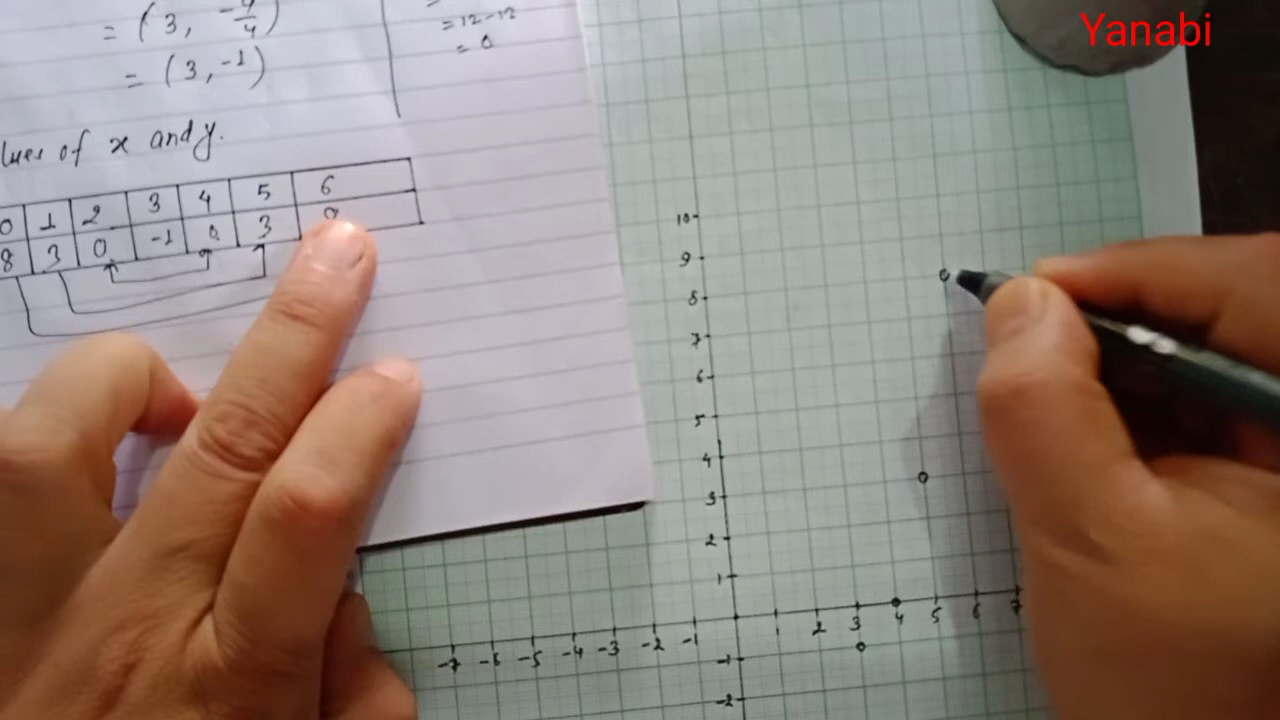 Yanabi
= (3, -4/4)
= (3, -1)
= 12-12
= 0
lues of x and y.
0 1 2 3 4 5 6
8 3 0 -1 0 3
10
9
8
7
6
5
4
3
2
1
-7 -6 -5 -4 -3 -2 -1 1 2 3 4 5 6 7
-1
-2